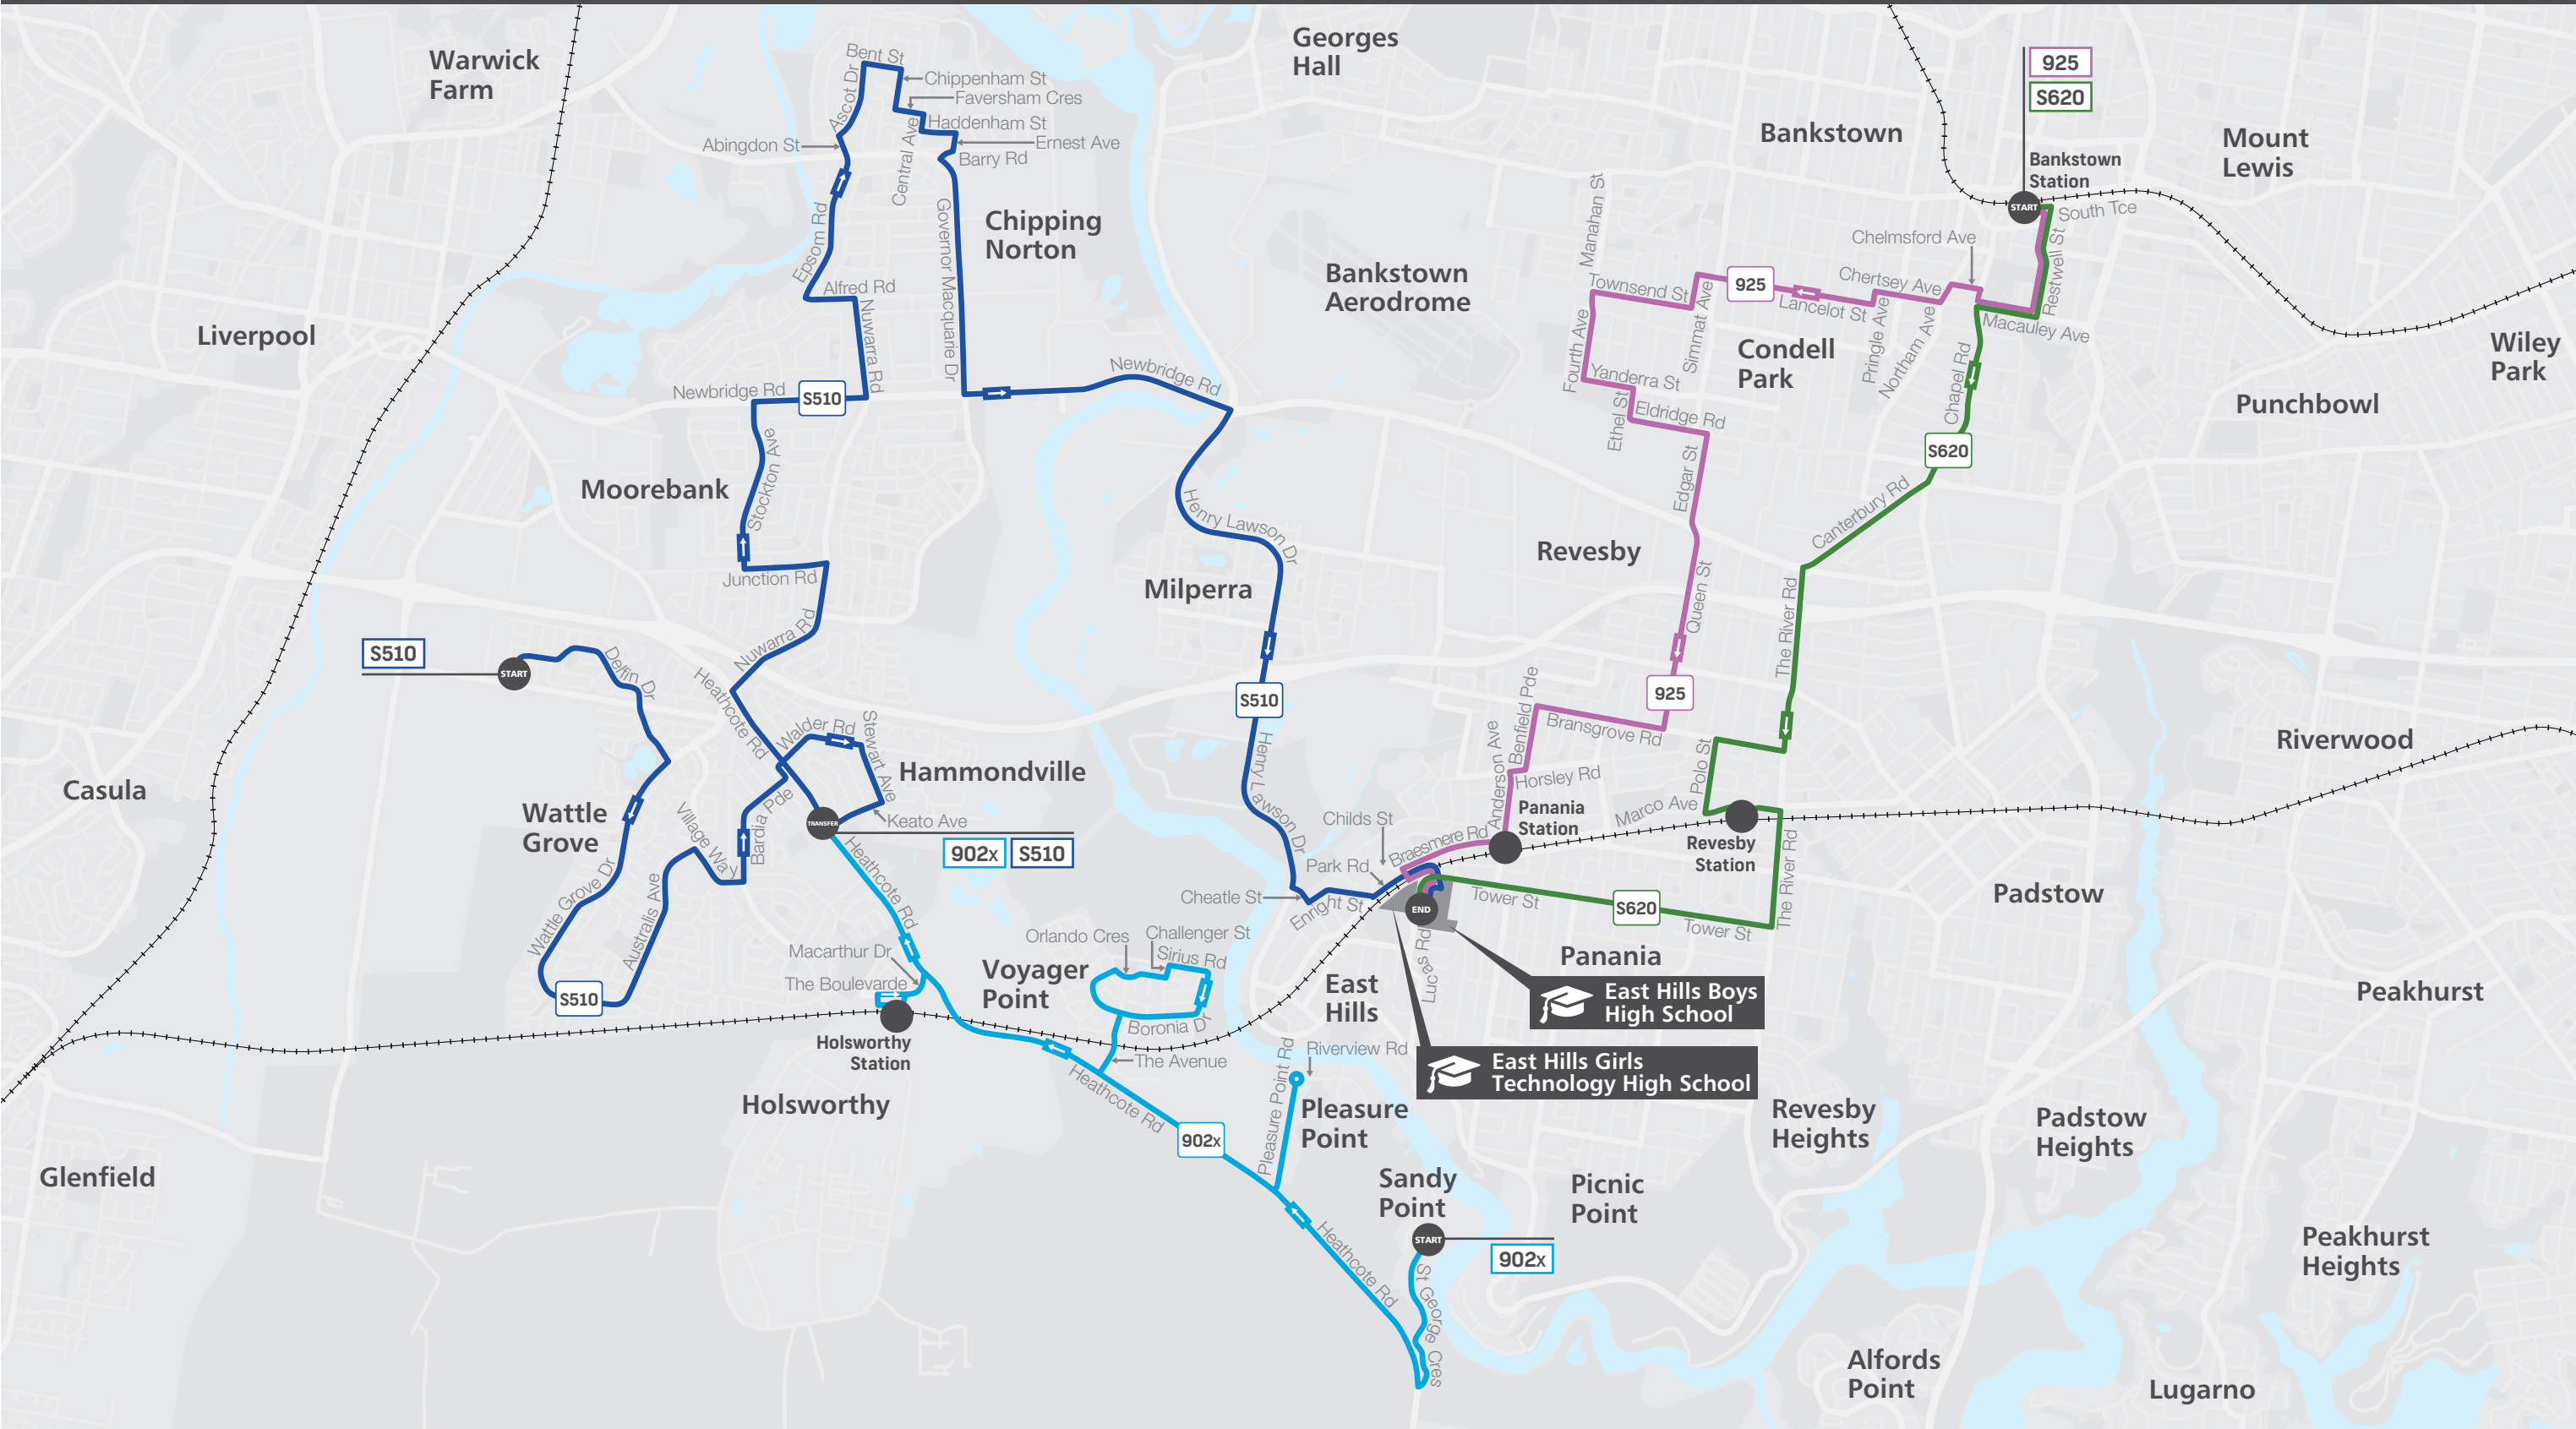 Warwick
Farm
Bent St
Chippenham St
Faversham Cres
Ascot Dr
Haddenham St
Abingdon St
Ernest Ave
Central Ave
Barry Rd
Georges
Hall
925
S620
Bankstown
Mount
Lewis
Bankstown
Station
START
South Tce
Restwell St
Chipping
Norton
Governor Macquarie Dr
Epsom Rd
Alfred Rd
Nuwarra Rd
Bankstown
Aerodrome
Manahan St
Townsend St
925
Chelmsford Ave
Chertsey Ave
Lancelot St
Simmat Ave
Pringle Ave
Northam Ave
Macauley Ave
Fourth Ave
Condell
Park
Chapel Rd
Wiley
Park
Liverpool
Newbridge Rd
S510
Newbridge Rd
Yanderra St
Ethel St
Eldridge Rd
Punchbowl
Stockton Ave
Moorebank
Edgar St
S620
Canterbury Rd
Henry Lawson Dr
Junction Rd
Milperra
Revesby
Queen St
The River Rd
Nuwarra Rd
S510
START
Delfin Dr
Heathcote Rd
Walder Rd
Stewart Ave
S510
925
Benfield Pde
Bransgrove Rd
Riverwood
Hammondville
Casula
Wattle
Grove
Village Way
Bardia Pde
TRANSFER
Keato Ave
902x
S510
Henry Lawson Dr
Anderson Ave
Horsley Rd
Polo St
Marco Ave
Panania
Station
Childs St
Braesmere Rd
Park Rd
Revesby
Station
The River Rd
Wattle Grove Dr
Australis Ave
Heathcote Rd
Cheatle St
Enright St
END
Tower St
S620
Tower St
Padstow
S510
Macarthur Dr
The Boulevarde
Voyager
Point
Orlando Cres
Challenger St
Sirius Rd
Boronia Dr
East
Hills
Lucas Rd
Panania
East Hills Boys
High School
Peakhurst
Holsworthy
Station
The Avenue
Riverview Rd
East Hills Girls
Technology High School
Holsworthy
Heathcote Rd
Pleasure Point Rd
Pleasure
Point
Revesby
Heights
Padstow
Heights
902x
Glenfield
Sandy
Point
Picnic
Point
START
902x
Heathcote Rd
St George Cres
Peakhurst
Heights
Alfords
Point
Lugarno